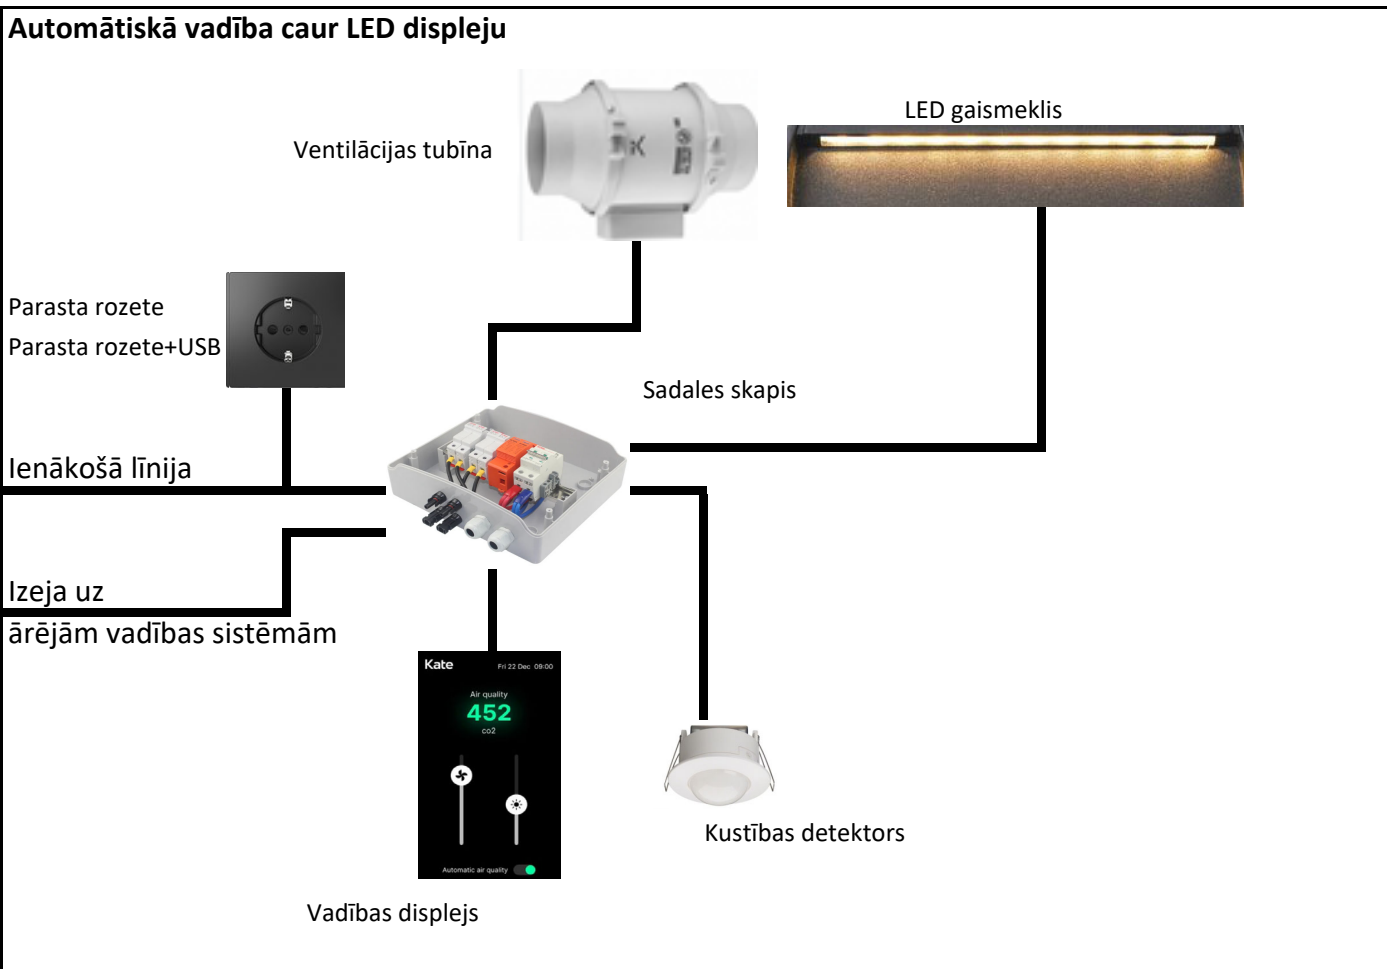 Automātiskā vadība caur LED displeju
LED gaismeklis
Ventilācijas tubīna
Parasta rozete
Parasta rozete+USB
Sadales skapis
Ienākošā līnija
Izeja uz
ārējām vadības sistēmām
Kate
Fri 22 Dec 09:00
Air quality
452
co2
Automatic air quality
Kustības detektors
Vadības displejs